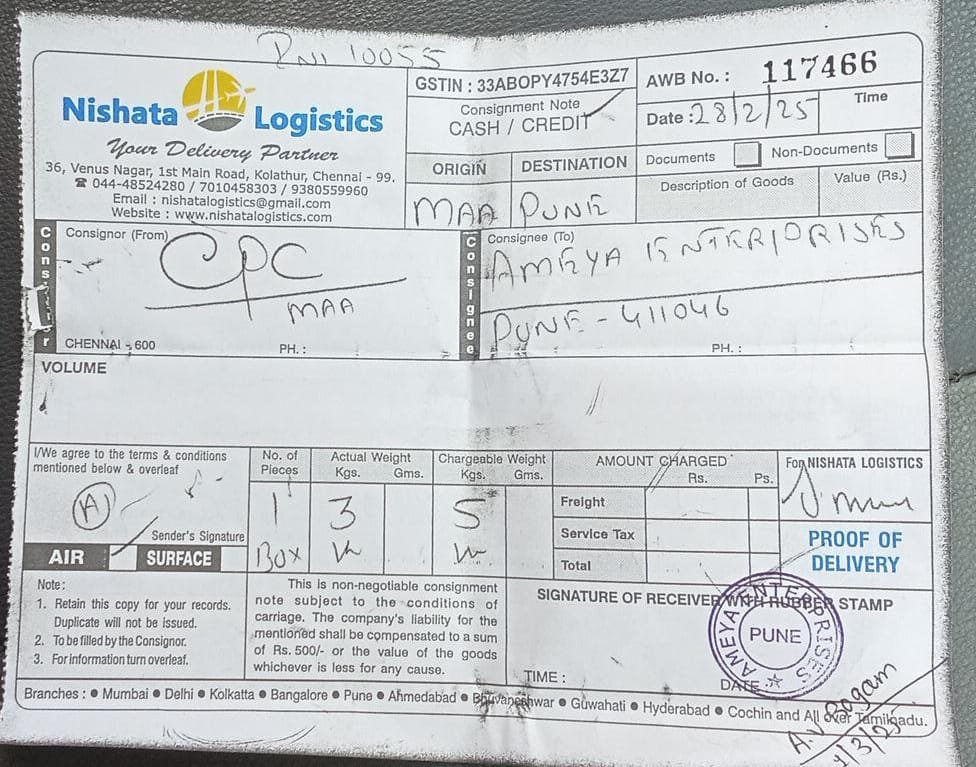 PNI 10055
Nishata Logistics
Your Delivery Partner
36, Venus Nagar, 1st Main Road, Kolathur, Chennai - 99.
☎ 044-48524280 / 7010458303 / 9380559960
Email : nishatalogistics@gmail.com
Website : www.nishatalogistics.com
GSTIN : 33ABOPY4754E3Z7
Consignment Note
CASH / CREDIT
AWB No. : 117466
Date : 28/2/25
Time
ORIGIN DESTINATION
MAA PUNE
Documents Non-Documents
Description of Goods Value (Rs.)
Consignor
Consignor (From)
CPC
MAA
CHENNAI - 600 PH. :
Consignee
Consignee (To)
AMEYA ENTERPRISES
PUNE - 411046
PH. :
VOLUME
I/We agree to the terms & conditions
mentioned below & overleaf
(A)
Sender's Signature
AIR SURFACE
No. of
Pieces
1
BOX
Actual Weight
Kgs. Gms.
3
Chargeable Weight
Kgs. Gms.
5
AMOUNT CHARGED
Rs. Ps.
Freight
Service Tax
Total
For NISHATA LOGISTICS
PROOF OF
DELIVERY
Note :
1. Retain this copy for your records.
Duplicate will not be issued.
2. To be filled by the Consignor.
3. For information turn overleaf.
This is non-negotiable consignment
note subject to the conditions of
carriage. The company's liability for the
mentioned shall be compensated to a sum
of Rs. 500/- or the value of the goods
whichever is less for any cause.
SIGNATURE OF RECEIVER WITH RUBBER STAMP
AMEYA ENTERPRISES
PUNE
TIME :
DATE
Branches : ● Mumbai ● Delhi ● Kolkatta ● Bangalore ● Pune ● Ahmedabad ● Bhuvaneshwar ● Guwahati ● Hyderabad ● Cochin and All over Tamilnadu.
A.V Bogam
/3/25